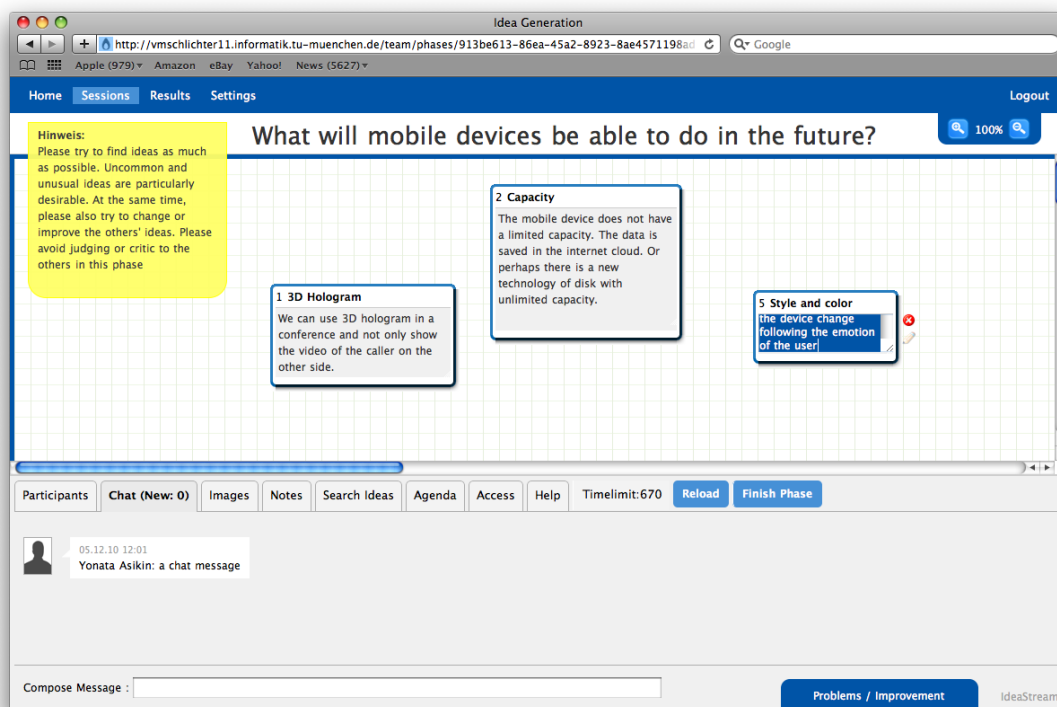 Idea Generation
http://vmschlichter11.informatik.tu-muenchen.de/team/phases/913be613-86ea-45a2-8923-8ae4571198ad
Google
Apple (979) Amazon eBay Yahoo! News (5627)
Home Sessions Results Settings Logout
What will mobile devices be able to do in the future?
100%
Hinweis:
Please try to find ideas as much
as possible. Uncommon and
unusual ideas are particularly
desirable. At the same time,
please also try to change or
improve the others' ideas. Please
avoid judging or critic to the
others in this phase
1 3D Hologram
We can use 3D hologram in a
conference and not only show
the video of the caller on the
other side.
2 Capacity
The mobile device does not have
a limited capacity. The data is
saved in the internet cloud. Or
perhaps there is a new
technology of disk with
unlimited capacity.
5 Style and color
the device change
following the emotion
of the user
Participants Chat (New: 0) Images Notes Search Ideas Agenda Access Help Timelimit:670 Reload Finish Phase
05.12.10 12:01
Yonata Asikin: a chat message
Compose Message :
Problems / Improvement
IdeaStream